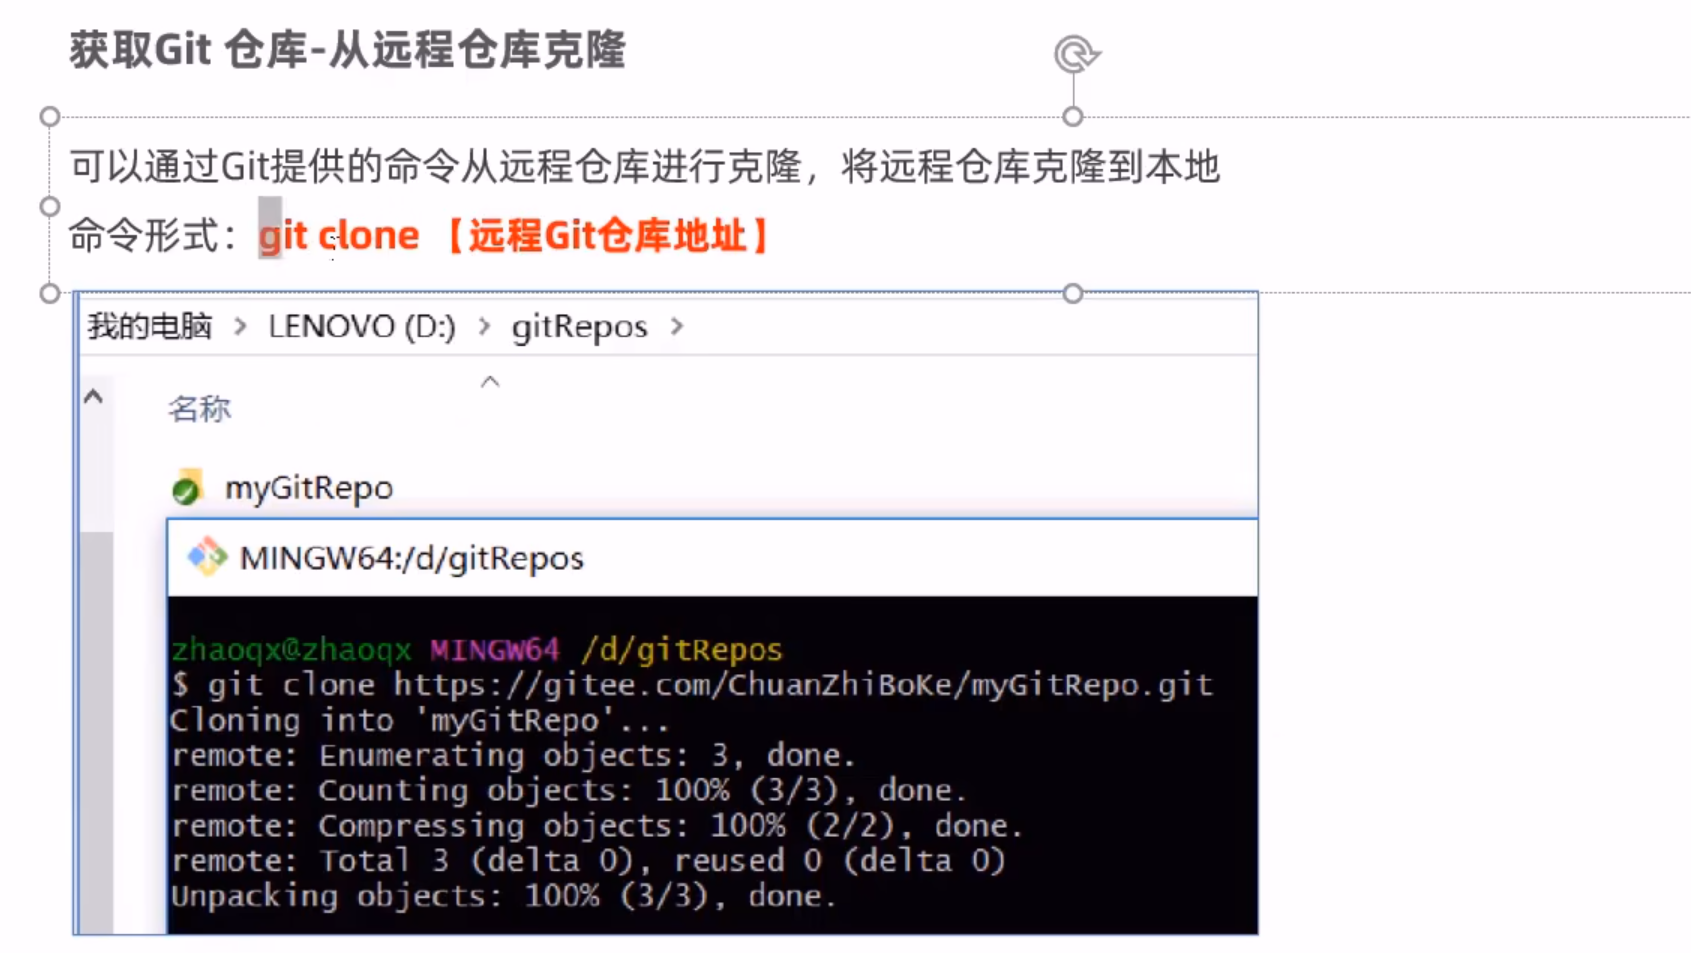 获取Git 仓库-从远程仓库克隆
可以通过Git提供的命令从远程仓库进行克隆，将远程仓库克隆到本地
命令形式：git clone 【远程Git仓库地址】
我的电脑 > LENOVO (D:) > gitRepos >
名称
myGitRepo
MINGW64:/d/gitRepos
zhaoqx@zhaoqx MINGW64 /d/gitRepos
$ git clone https://gitee.com/ChuanZhiBoKe/myGitRepo.git
Cloning into 'myGitRepo'...
remote: Enumerating objects: 3, done.
remote: Counting objects: 100% (3/3), done.
remote: Compressing objects: 100% (2/2), done.
remote: Total 3 (delta 0), reused 0 (delta 0)
Unpacking objects: 100% (3/3), done.